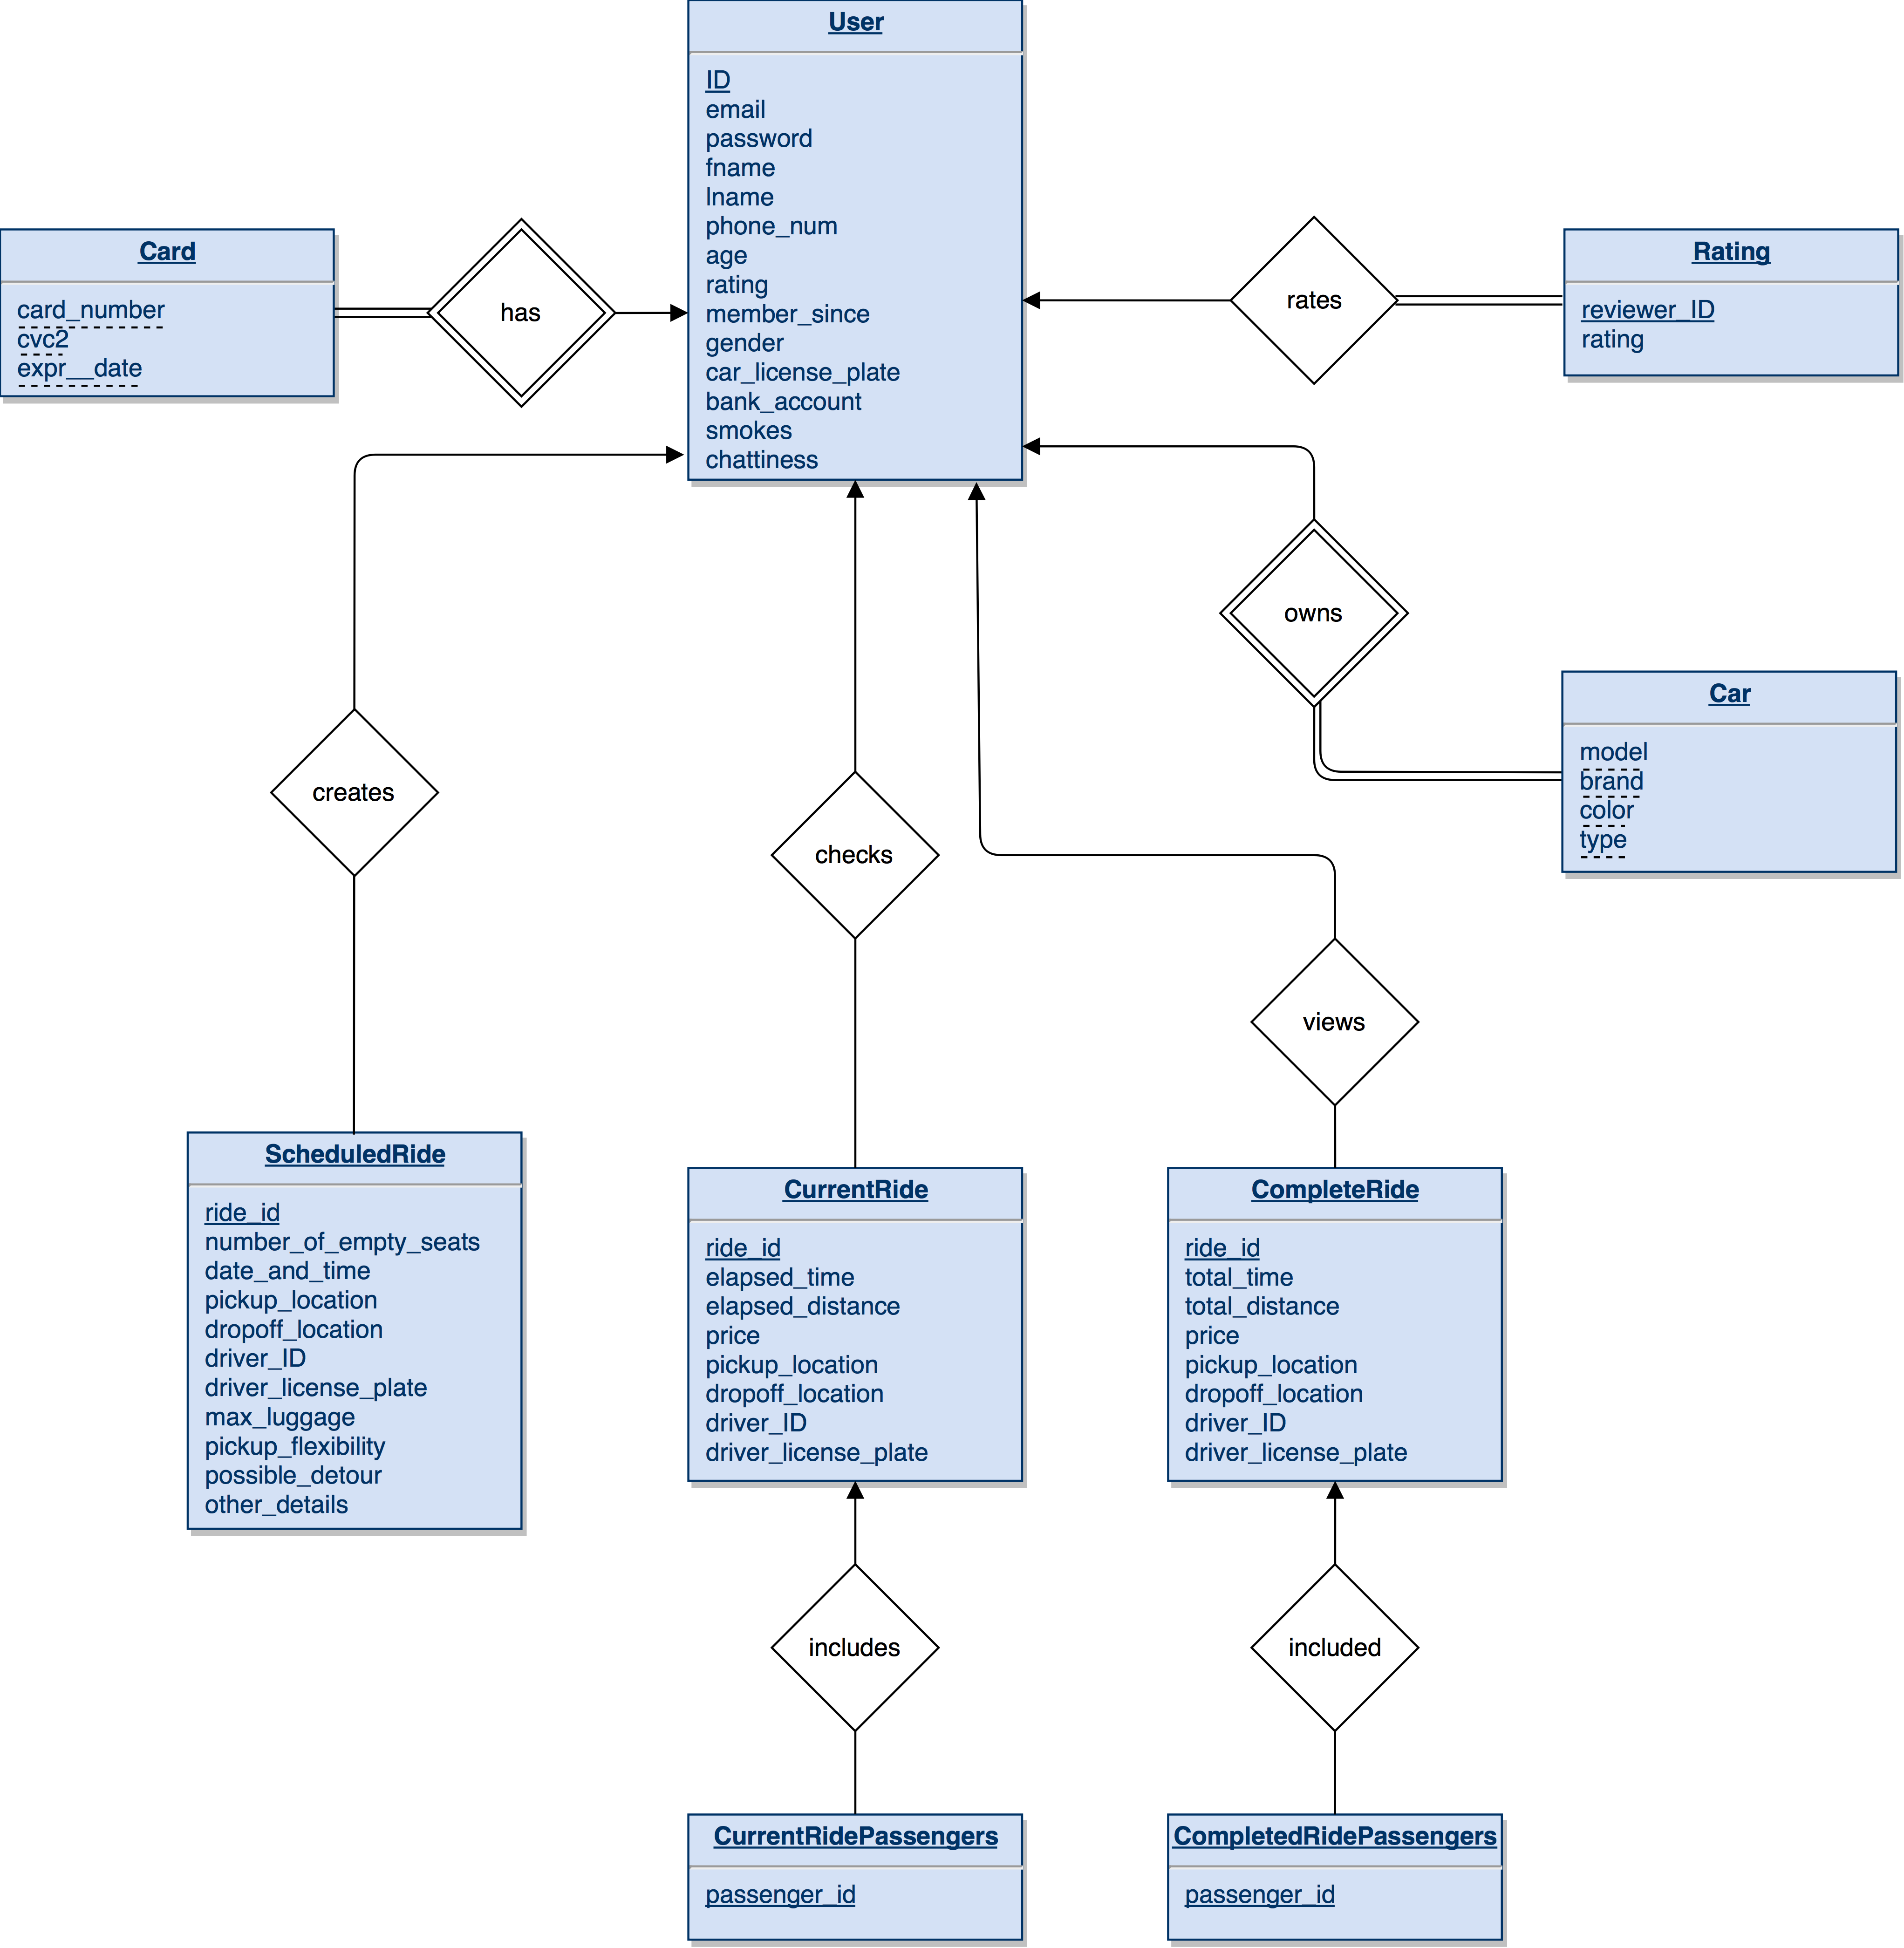 User
ID
email
password
fname
lname
phone_num
age
rating
member_since
gender
car_license_plate
bank_account
smokes
chattiness
Card
card_number
cvc2
expr__date
has
rates
Rating
reviewer_ID
rating
owns
Car
model
brand
color
type
creates
checks
views
ScheduledRide
ride_id
number_of_empty_seats
date_and_time
pickup_location
dropoff_location
driver_ID
driver_license_plate
max_luggage
pickup_flexibility
possible_detour
other_details
CurrentRide
ride_id
elapsed_time
elapsed_distance
price
pickup_location
dropoff_location
driver_ID
driver_license_plate
CompleteRide
ride_id
total_time
total_distance
price
pickup_location
dropoff_location
driver_ID
driver_license_plate
includes
included
CurrentRidePassengers
passenger_id
CompletedRidePassengers
passenger_id